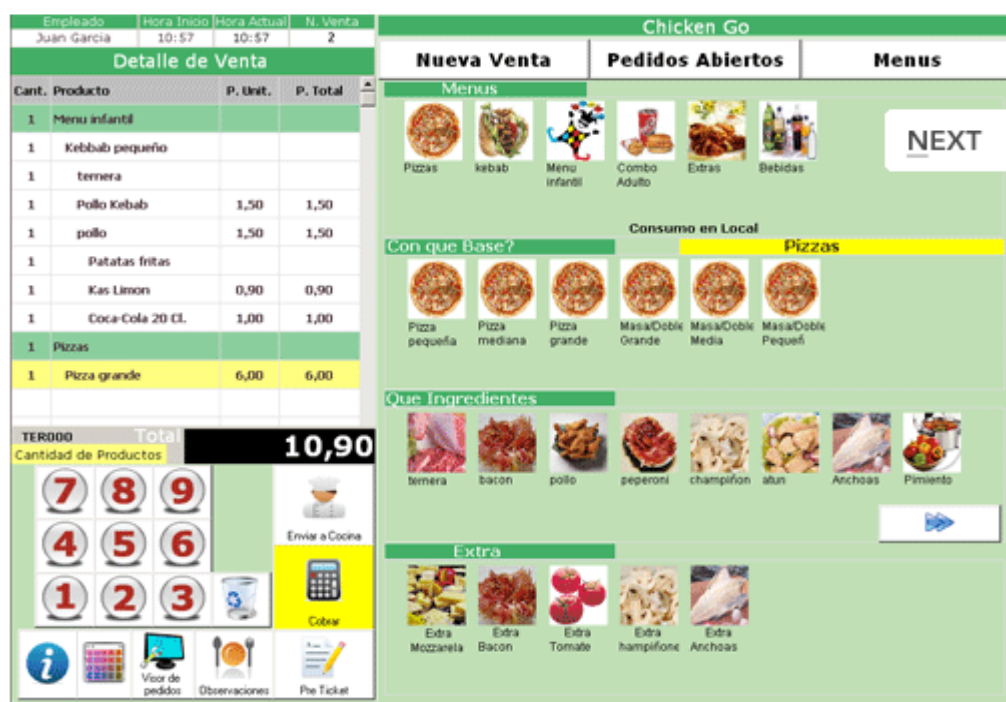 Empleado Hora Inicio Hora Actual N. Venta
Juan Garcia 10:57 10:57 2
Detalle de Venta
Cant. Producto P. Unit. P. Total
1 Menu infantil
1 Kebbab pequeño
1 ternera
1 Pollo Kebab 1,50 1,50
1 pollo 1,50 1,50
1 Patatas fritas
1 Kas Limon 0,90 0,90
1 Coca-Cola 20 Cl. 1,00 1,00
1 Pizzas
1 Pizza grande 6,00 6,00
TER000 Total 10,90
Cantidad de Productos
7 8 9
4 5 6
1 2 3
Enviar a Cocina
Cobrar
Visor de
pedidos
Observaciones
Pre Ticket
Chicken Go
Nueva Venta Pedidos Abiertos Menus
Menus
Pizzas kebab Menu Combo Extras Bebidas
infantil Adulto
NEXT
Consumo en Local
Con que Base? Pizzas
Pizza Pizza Pizza Masa/Doble Masa/Doble Masa/Doble
pequeña mediana grande Grande Media Pequeñ
Que Ingredientes
ternera bacon pollo peperoni champiñon atun Anchoas Pimiento
Extra
Extra Extra Extra Extra Extra
Mozzarela Bacon Tomate hampiñone Anchoas